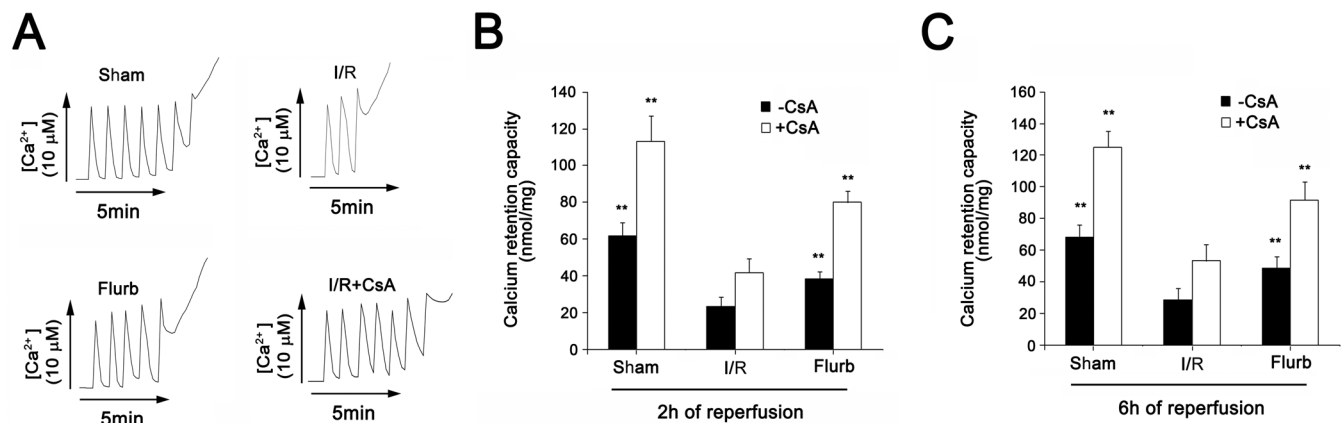 A
Sham
[Ca²⁺]
(10 μM)
5min
I/R
[Ca²⁺]
(10 μM)
5min
Flurb
[Ca²⁺]
(10 μM)
5min
I/R+CsA
[Ca²⁺]
(10 μM)
5min
B
Calcium retention capacity
(nmol/mg)
140
120
100
80
60
40
20
0
-CsA
+CsA
**
**
**
**
Sham
I/R
Flurb
2h of reperfusion
C
Calcium retention capacity
(nmol/mg)
160
140
120
100
80
60
40
20
0
-CsA
+CsA
**
**
**
**
Sham
I/R
Flurb
6h of reperfusion